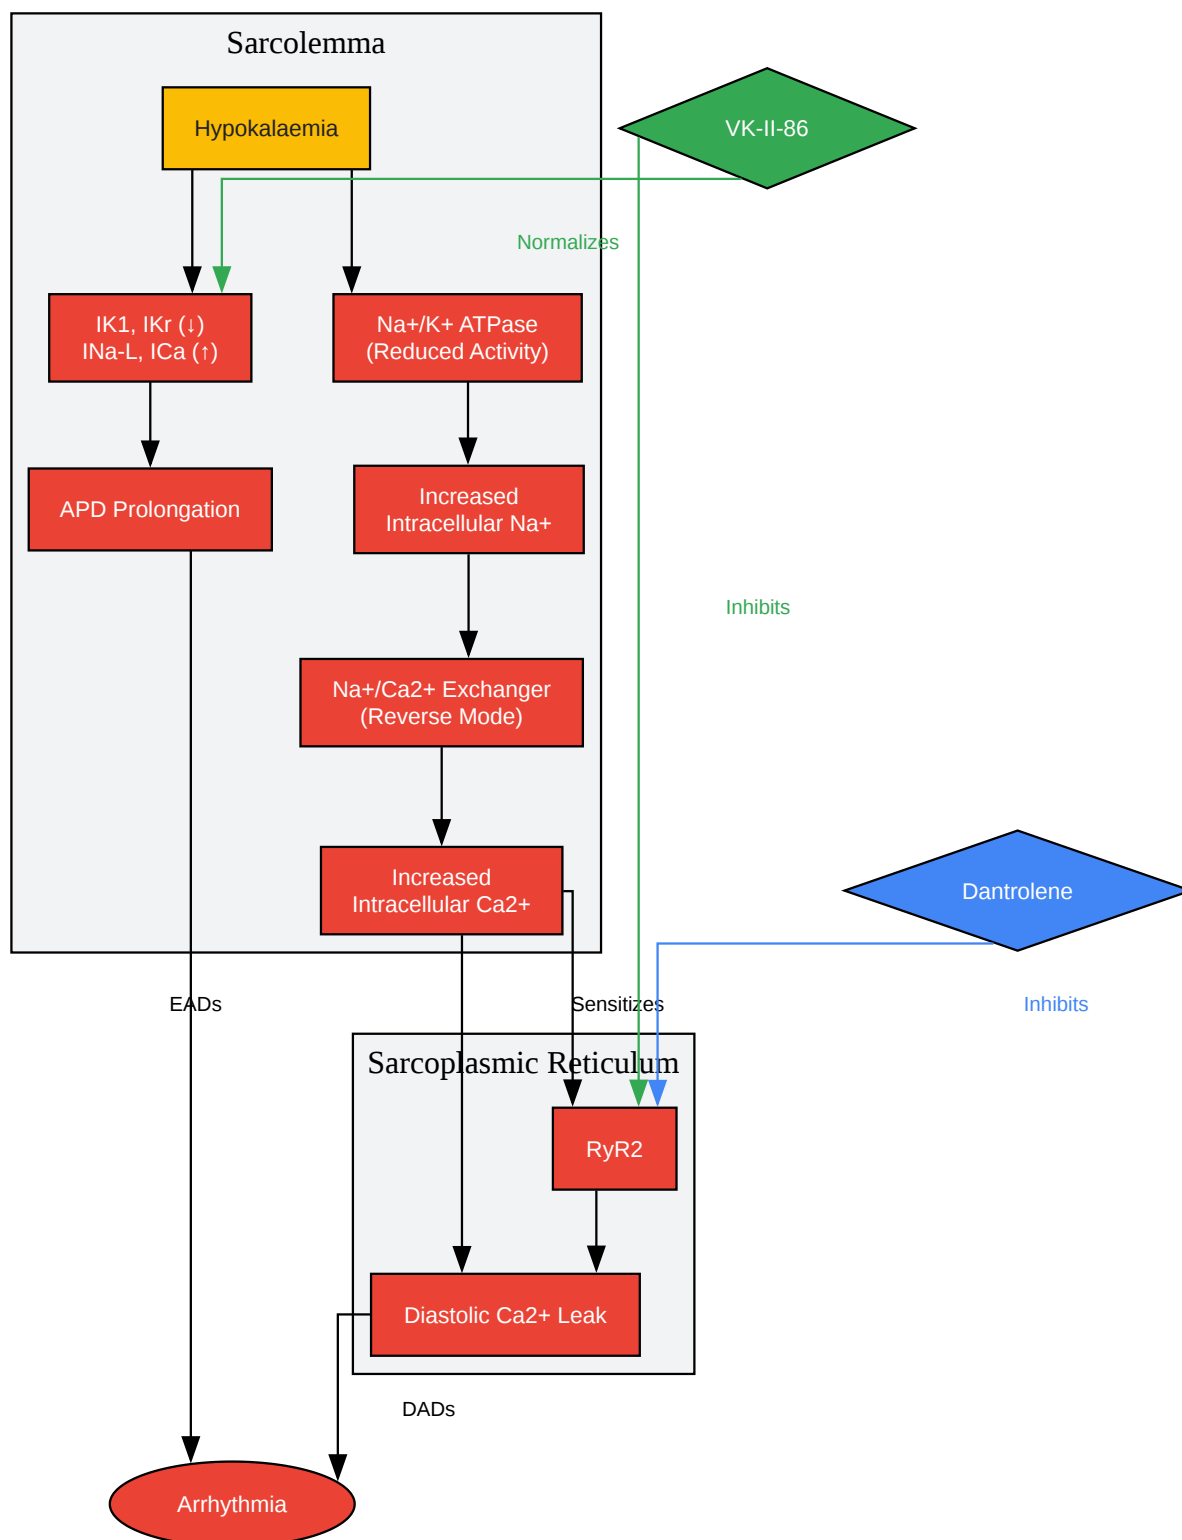 Sarcolemma
Hypokalaemia
VK-II-86
Normalizes
IK1, IKr (↓)
INa-L, ICa (↑)
Na+/K+ ATPase
(Reduced Activity)
APD Prolongation
Increased
Intracellular Na+
Inhibits
Na+/Ca2+ Exchanger
(Reverse Mode)
Increased
Intracellular Ca2+
Dantrolene
EADs
Sensitizes
Inhibits
Sarcoplasmic Reticulum
RyR2
Diastolic Ca2+ Leak
DADs
Arrhythmia